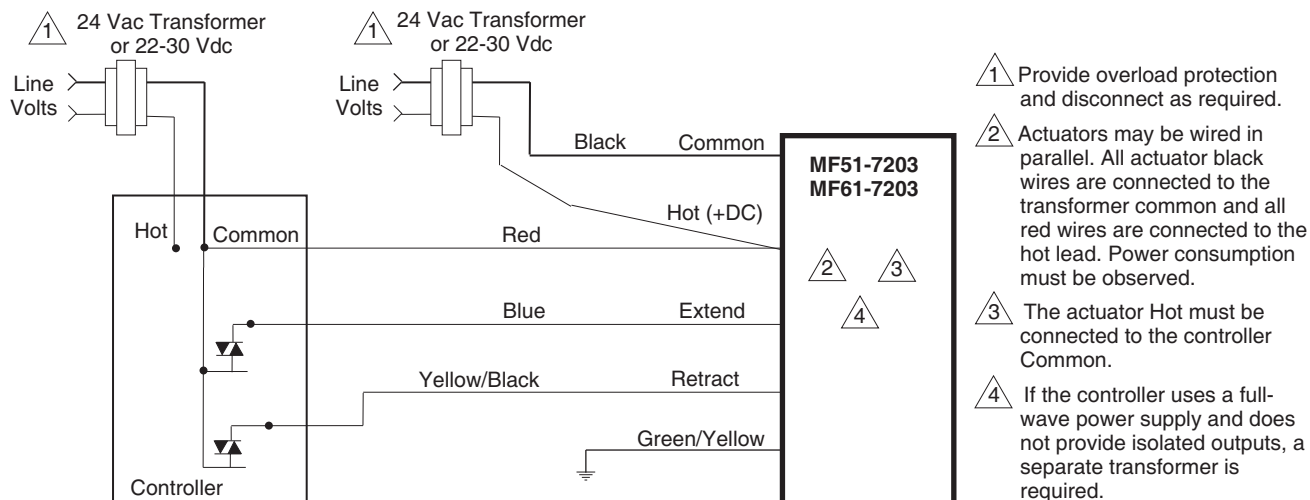 1
24 Vac Transformer
or 22-30 Vdc
Line
Volts
1
24 Vac Transformer
or 22-30 Vdc
Line
Volts
Black
Common
MF51-7203
MF61-7203
Hot (+DC)
Hot
Common
Red
2
3
4
Blue
Extend
Yellow/Black
Retract
Green/Yellow
Controller
1 Provide overload protection
and disconnect as required.
2 Actuators may be wired in
parallel. All actuator black
wires are connected to the
transformer common and all
red wires are connected to the
hot lead. Power consumption
must be observed.
3 The actuator Hot must be
connected to the controller
Common.
4 If the controller uses a full-
wave power supply and does
not provide isolated outputs, a
separate transformer is
required.